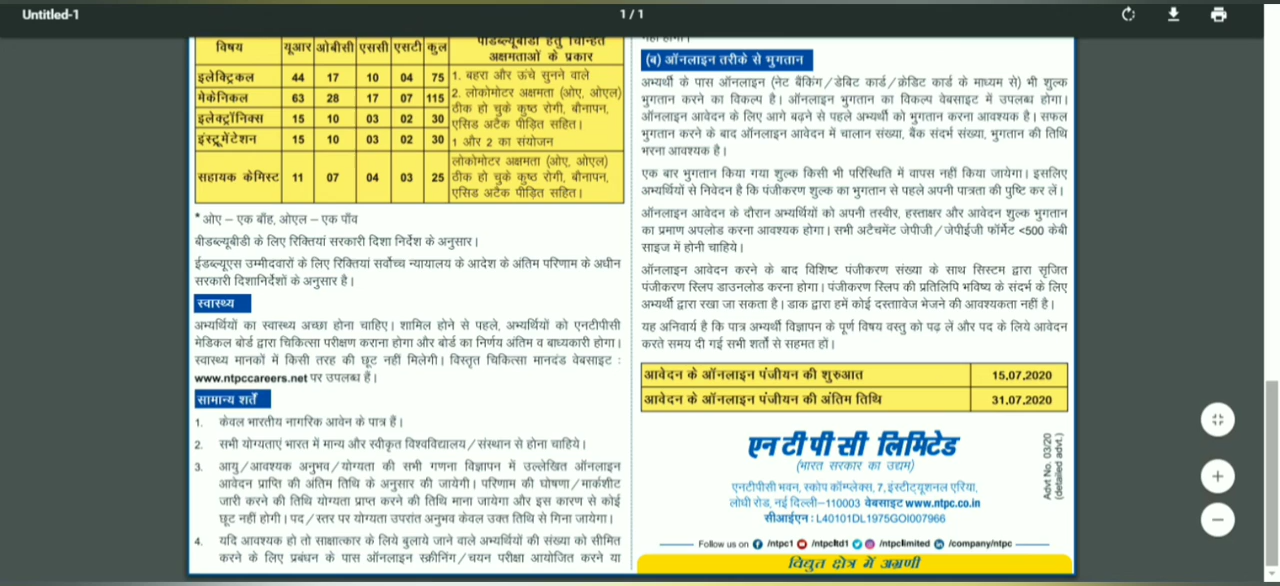 Untitled-1
1 / 1
विषय यूआर ओबीसी एससी एसटी कुल पीडब्ल्यूबीडी हेतु चिन्हित
अक्षमताओं के प्रकार
इलेक्ट्रिकल 44 17 10 04 75
मेकेनिकल 63 28 17 07 115
इलेक्ट्रॉनिक्स 15 10 03 02 30
इंस्ट्रूमेंटेशन 15 10 03 02 30
1. बहरा और ऊंचे सुनने वाले
2. लोकोमोटर अक्षमता (ओए, ओएल)
ठीक हो चुके कुष्ठ रोगी, बौनापन,
एसिड अटैक पीड़ित सहित।
1 और 2 का संयोजन
सहायक केमिस्ट 11 07 04 03 25
लोकोमोटर अक्षमता (ओए, ओएल)
ठीक हो चुके कुष्ठ रोगी, बौनापन,
एसिड अटैक पीड़ित सहित।
* ओए – एक बाँह, ओएल – एक पाँव
बीडब्ल्यूबीडी के लिए रिक्तियां सरकारी दिशा निर्देश के अनुसार।
ईडब्ल्यूएस उम्मीदवारों के लिए रिक्तियां सर्वोच्च न्यायालय के आदेश के अंतिम परिणाम के अधीन
सरकारी दिशानिर्देशों के अनुसार है।
स्वास्थ्य
अभ्यर्थियों का स्वास्थ्य अच्छा होना चाहिए। शामिल होने से पहले, अभ्यर्थियों को एनटीपीसी
मेडिकल बोर्ड द्वारा चिकित्सा परीक्षण कराना होगा और बोर्ड का निर्णय अंतिम व बाध्यकारी होगा।
स्वास्थ्य मानकों में किसी तरह की छूट नहीं मिलेगी। विस्तृत चिकित्सा मानदंड वेबसाइट :
www.ntpccareers.net पर उपलब्ध हैं।
सामान्य शर्तें
1. केवल भारतीय नागरिक आवेन के पात्र हैं।
2. सभी योग्यताएं भारत में मान्य और स्वीकृत विश्वविद्यालय/संस्थान से होना चाहिये।
3. आयु/आवश्यक अनुभव/योग्यता की सभी गणना विज्ञापन में उल्लेखित ऑनलाइन
आवेदन प्राप्ति की अंतिम तिथि के अनुसार की जायेगी। परिणाम की घोषणा/मार्कशीट
जारी करने की तिथि योग्यता प्राप्त करने की तिथि माना जायेगा और इस कारण से कोई
छूट नहीं होगी। पद/स्तर पर योग्यता उपरांत अनुभव केवल उक्त तिथि से गिना जायेगा।
4. यदि आवश्यक हो तो साक्षात्कार के लिये बुलाये जाने वाले अभ्यर्थियों की संख्या को सीमित
करने के लिए प्रबंधन के पास ऑनलाइन स्क्रीनिंग/चयन परीक्षा आयोजित करने या
(ब) ऑनलाइन तरीके से भुगतान
अभ्यर्थी के पास ऑनलाइन (नेट बैंकिंग/डेबिट कार्ड/क्रेडिट कार्ड के माध्यम से) भी शुल्क
भुगतान करने का विकल्प है। ऑनलाइन भुगतान का विकल्प वेबसाइट में उपलब्ध होगा।
ऑनलाइन आवेदन के लिए आगे बढ़ने से पहले अभ्यर्थी को भुगतान करना आवश्यक है। सफल
भुगतान करने के बाद ऑनलाइन आवेदन में चालान संख्या, बैंक संदर्भ संख्या, भुगतान की तिथि
भरना आवश्यक है।
एक बार भुगतान किया गया शुल्क किसी भी परिस्थिति में वापस नहीं किया जायेगा। इसलिए
अभ्यर्थियों से निवेदन है कि पंजीकरण शुल्क का भुगतान से पहले अपनी पात्रता की पुष्टि कर लें।
ऑनलाइन आवेदन के दौरान अभ्यर्थियों को अपनी तस्वीर, हस्ताक्षर और आवेदन शुल्क भुगतान
का प्रमाण अपलोड करना आवश्यक होगा। सभी अटैचमेंट जेपीजी/जेपीईजी फॉर्मेट <500 केबी
साइज में होनी चाहिये।
ऑनलाइन आवेदन करने के बाद विशिष्ट पंजीकरण संख्या के साथ सिस्टम द्वारा सृजित
पंजीकरण स्लिप डाउनलोड करना होगा। पंजीकरण स्लिप की प्रतिलिपि भविष्य के संदर्भ के लिए
अभ्यर्थी द्वारा रखा जा सकता है। डाक द्वारा हमें कोई दस्तावेज भेजने की आवश्यकता नहीं है।
यह अनिवार्य है कि पात्र अभ्यर्थी विज्ञापन के पूर्ण विषय वस्तु को पढ़ लें और पद के लिये आवेदन
करते समय दी गई सभी शर्तों से सहमत हों।
आवेदन के ऑनलाइन पंजीयन की शुरुआत 15.07.2020
आवेदन के ऑनलाइन पंजीयन की अंतिम तिथि 31.07.2020
एनटीपीसी लिमिटेड
(भारत सरकार का उद्यम)
एनटीपीसी भवन, स्कोप कॉम्प्लेक्स, 7, इंस्टीट्यूशनल एरिया,
लोधी रोड, नई दिल्ली–110003 वेबसाइट www.ntpc.co.in
सीआईएन : L40101DL1975GOI007966
Advt No. 03/20
(detailed advt.)
Follow us on /ntpc1 /ntpcltd1 /ntpclimited /company/ntpc
विद्युत क्षेत्र में अग्रणी